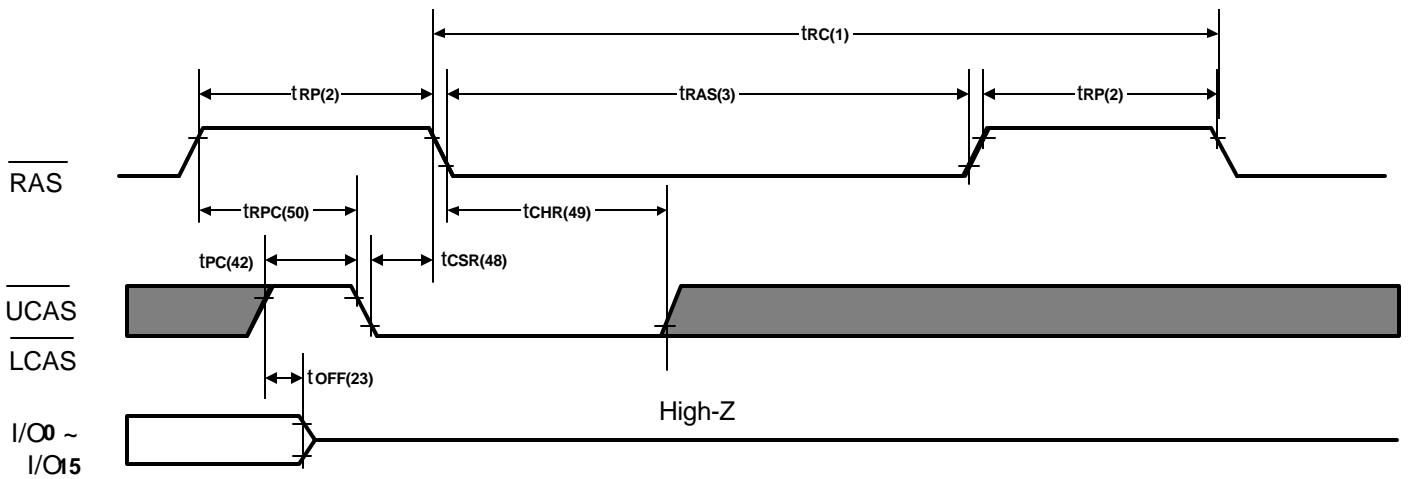 tRC(1)
tRP(2)
tRAS(3)
tRP(2)
RAS
tRPC(50)
tCHR(49)
tPC(42)
tCSR(48)
UCAS
LCAS
tOFF(23)
High-Z
I/O0 ~
I/O15